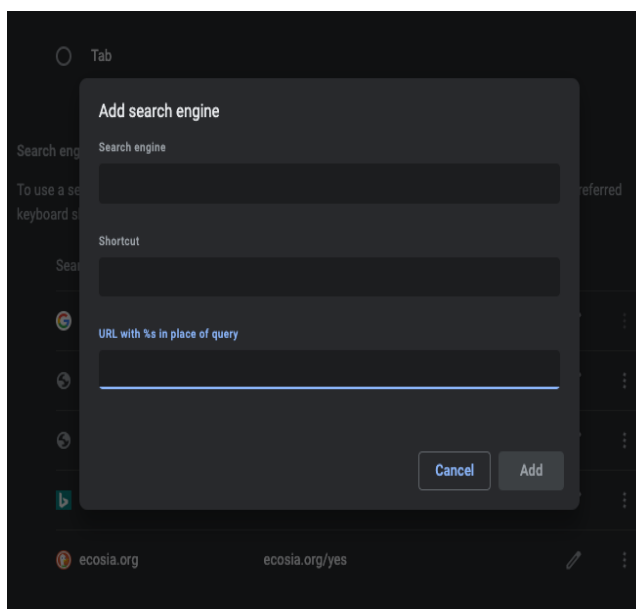 Tab
Add search engine
Search eng
Search engine
To use a se referred
keyboard s
Shortcut
Sear
URL with %s in place of query
Cancel Add
ecosia.org ecosia.org/yes